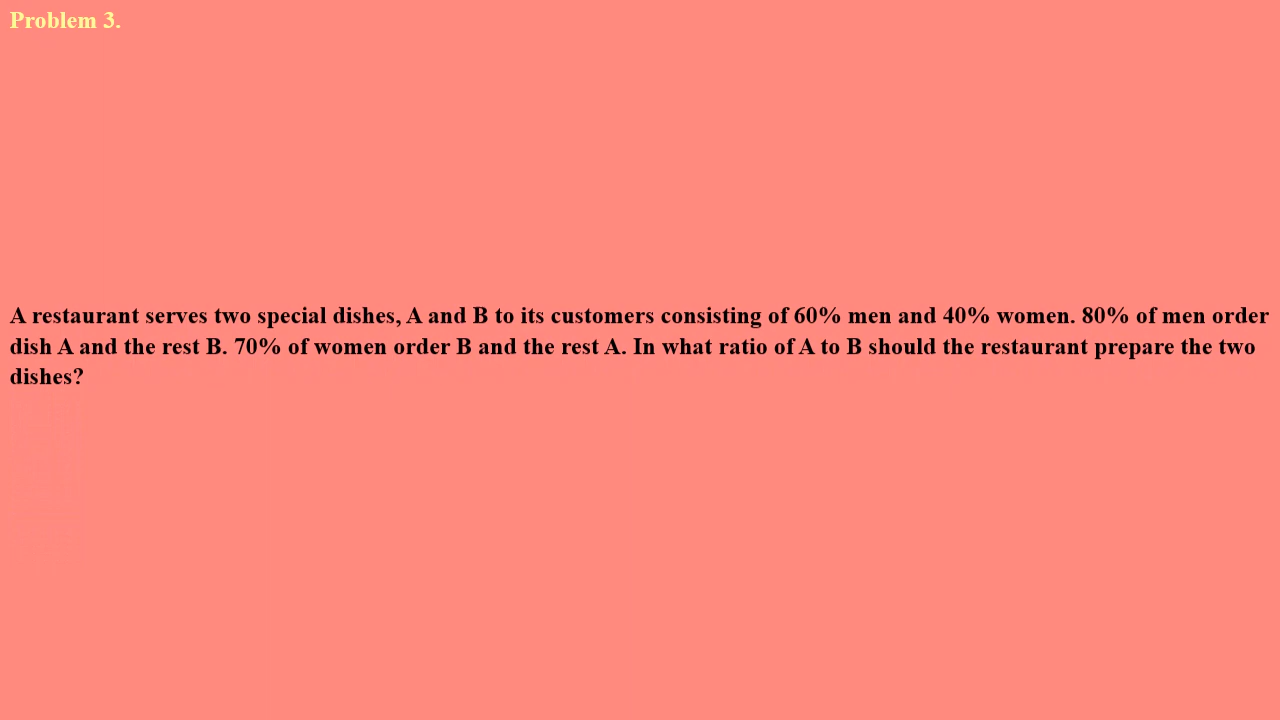 Problem 3.
A restaurant serves two special dishes, A and B to its customers consisting of 60% men and 40% women. 80% of men order
dish A and the rest B. 70% of women order B and the rest A. In what ratio of A to B should the restaurant prepare the two
dishes?